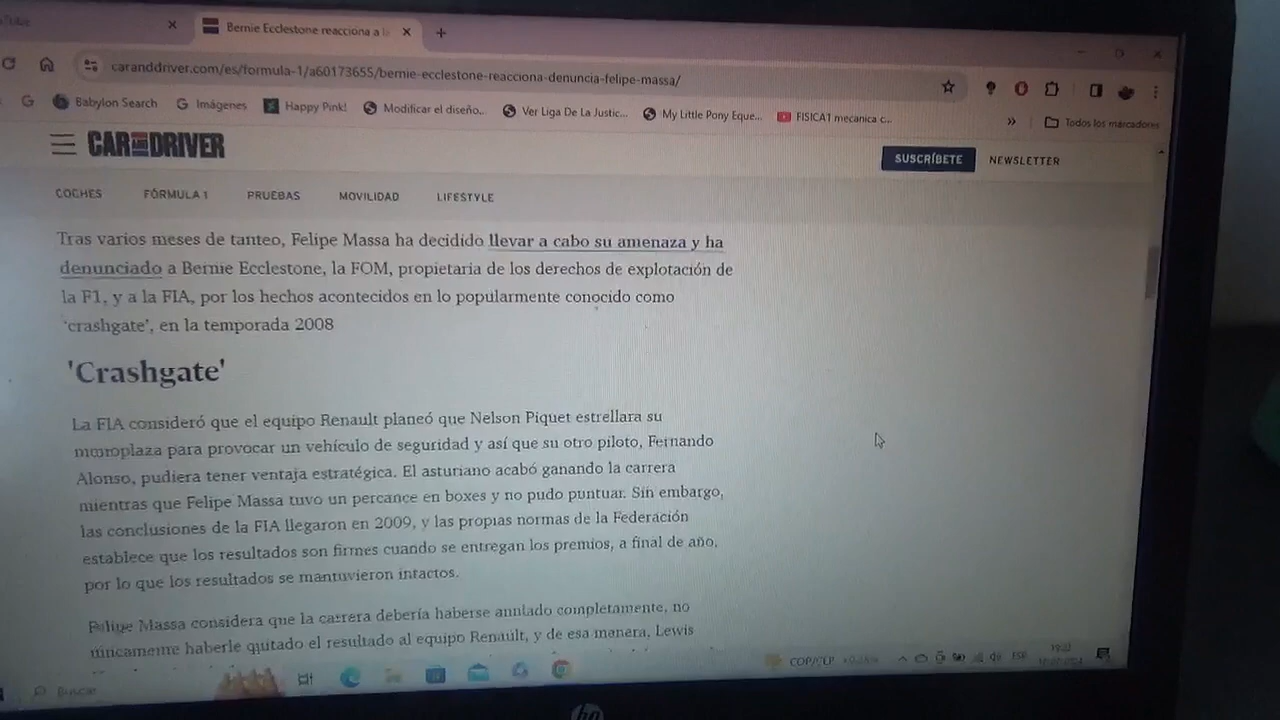 Tube
Bernie Ecclestone reacciona a l
caranddriver.com/es/formula-1/a60173655/bernie-ecclestone-reacciona-denuncia-felipe-massa/
Babylon Search Imágenes Happy Pink! Modificar el diseño... Ver Liga De La Justic... My Little Pony Eque... FISICA1 mecanica c... » Todos los marcadores
CAR AND DRIVER SUSCRÍBETE NEWSLETTER
COCHES FÓRMULA 1 PRUEBAS MOVILIDAD LIFESTYLE
Tras varios meses de tanteo, Felipe Massa ha decidido llevar a cabo su amenaza y ha
denunciado a Bernie Ecclestone, la FOM, propietaria de los derechos de explotación de
la F1, y a la FIA, por los hechos acontecidos en lo popularmente conocido como
'crashgate', en la temporada 2008
'Crashgate'
La FIA consideró que el equipo Renault planeó que Nelson Piquet estrellara su
monoplaza para provocar un vehículo de seguridad y así que su otro piloto, Fernando
Alonso, pudiera tener ventaja estratégica. El asturiano acabó ganando la carrera
mientras que Felipe Massa tuvo un percance en boxes y no pudo puntuar. Sin embargo,
las conclusiones de la FIA llegaron en 2009, y las propias normas de la Federación
establece que los resultados son firmes cuando se entregan los premios, a final de año,
por lo que los resultados se mantuvieron intactos.
Felipe Massa considera que la carrera debería haberse anulado completamente, no
únicamente haberle quitado el resultado al equipo Renault, y de esa manera, Lewis
Buscar COP/CLP ESP
hp